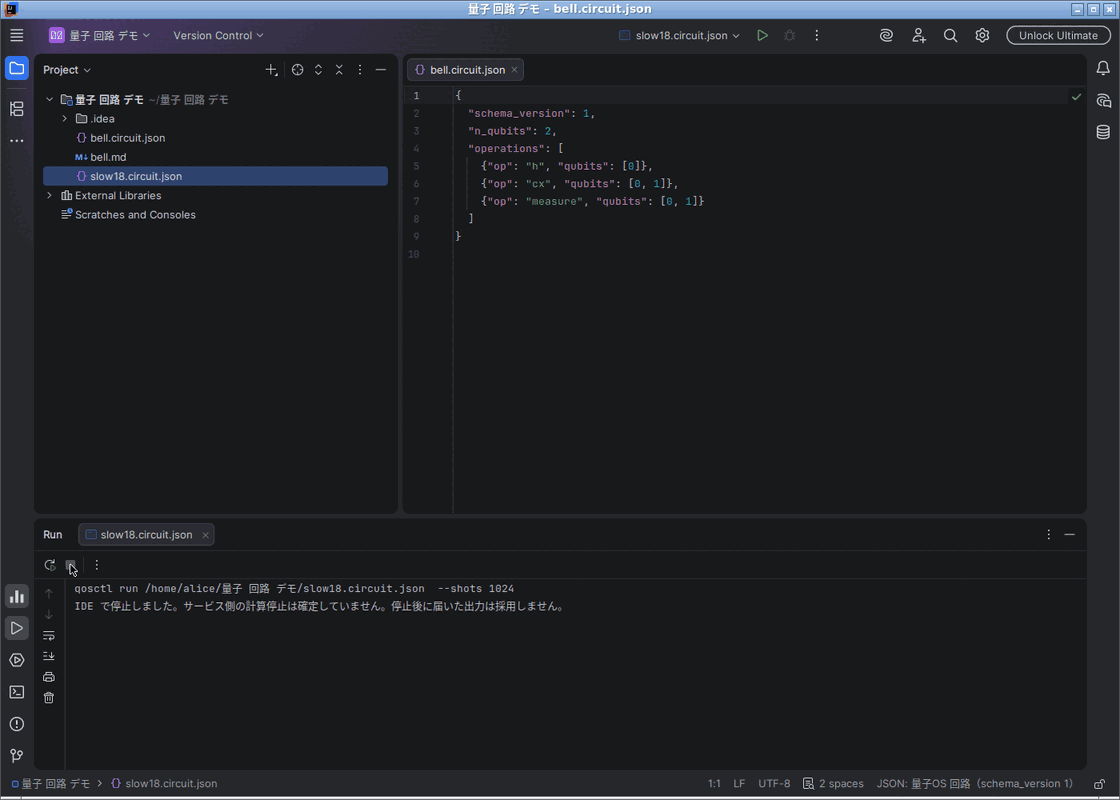 量子 回路 デモ – bell.circuit.json
量子 回路 デモ
Version Control
slow18.circuit.json
Unlock Ultimate
Project
量子 回路 デモ ~/量子 回路 デモ
.idea
bell.circuit.json
bell.md
slow18.circuit.json
External Libraries
Scratches and Consoles
bell.circuit.json
1 {
2 "schema_version": 1,
3 "n_qubits": 2,
4 "operations": [
5 {"op": "h", "qubits": [0]},
6 {"op": "cx", "qubits": [0, 1]},
7 {"op": "measure", "qubits": [0, 1]}
8 ]
9 }
10
Run
slow18.circuit.json
qosctl run /home/alice/量子 回路 デモ/slow18.circuit.json  --shots 1024
IDE で停止しました。サービス側の計算停止は確定していません。停止後に届いた出力は採用しません。
量子 回路 デモ
slow18.circuit.json
1:1
LF
UTF-8
2 spaces
JSON: 量子OS 回路（schema_version 1）